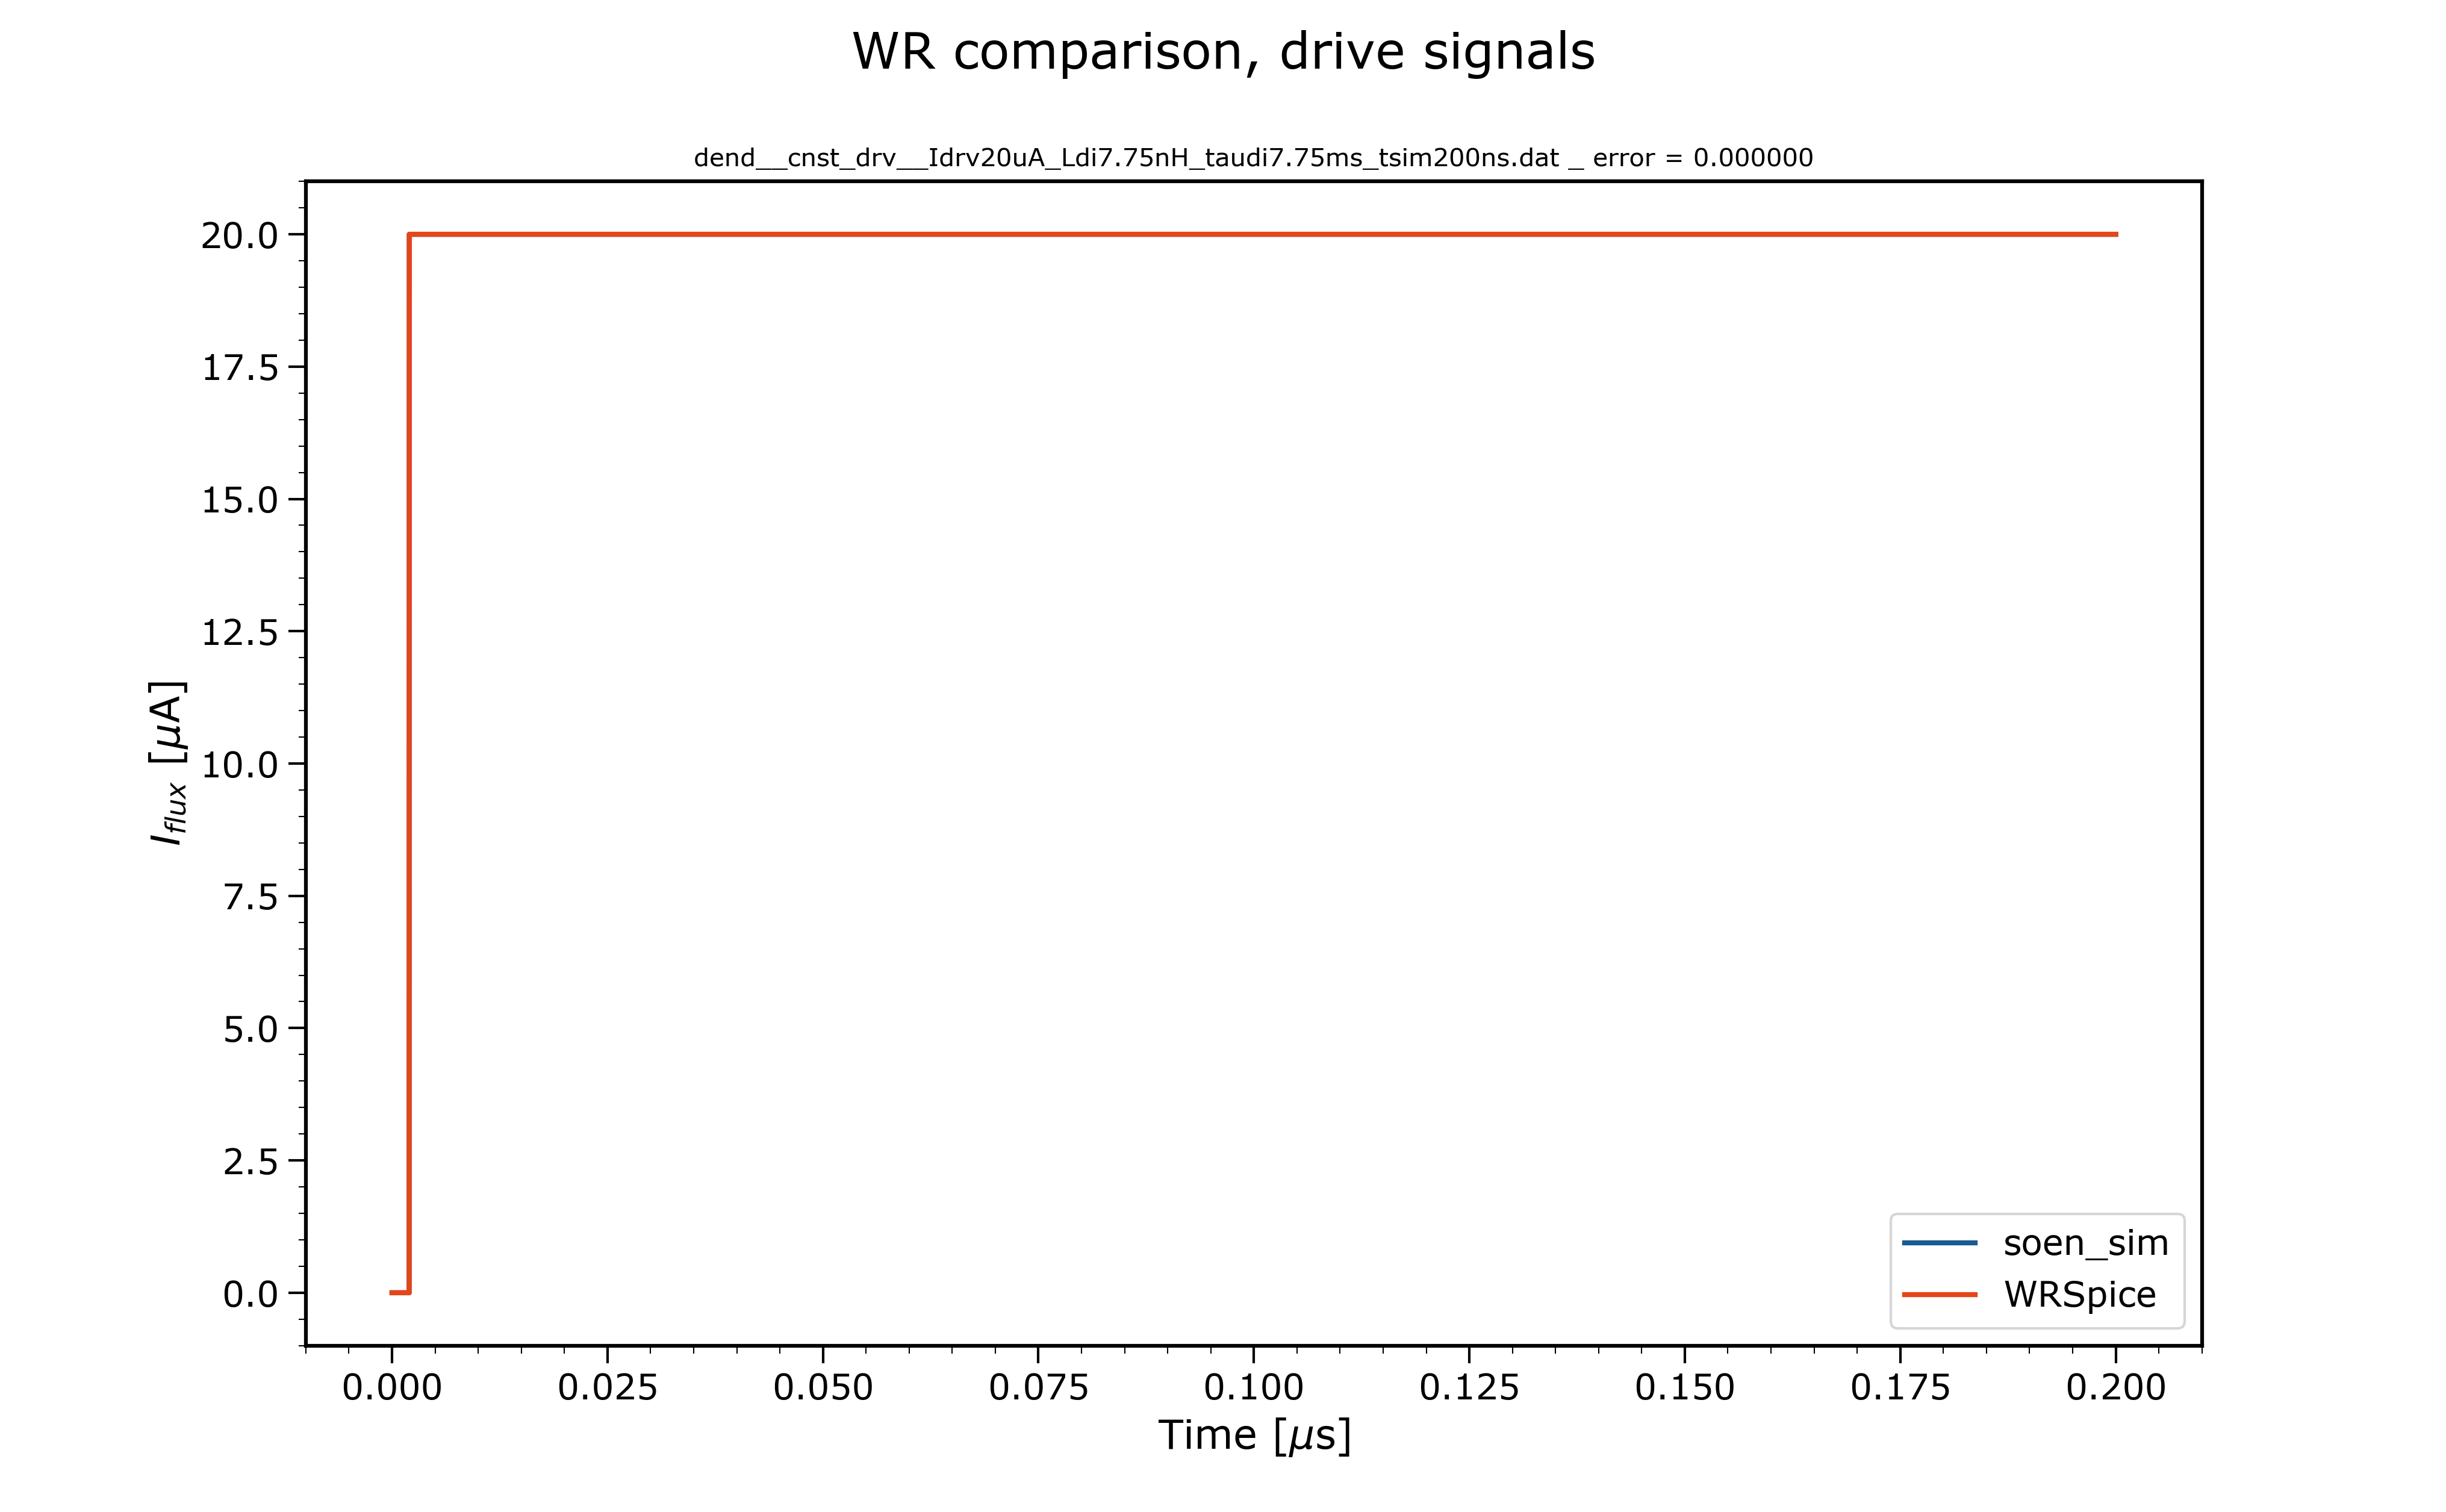 WR comparison, drive signals
dend__cnst_drv__Idrv20uA_Ldi7.75nH_taudi7.75ms_tsim200ns.dat _ error = 0.000000
20.0
17.5
15.0
12.5
10.0
7.5
5.0
2.5
0.0
I_flux [μA]
soen_sim
WRSpice
0.000 0.025 0.050 0.075 0.100 0.125 0.150 0.175 0.200
Time [μs]